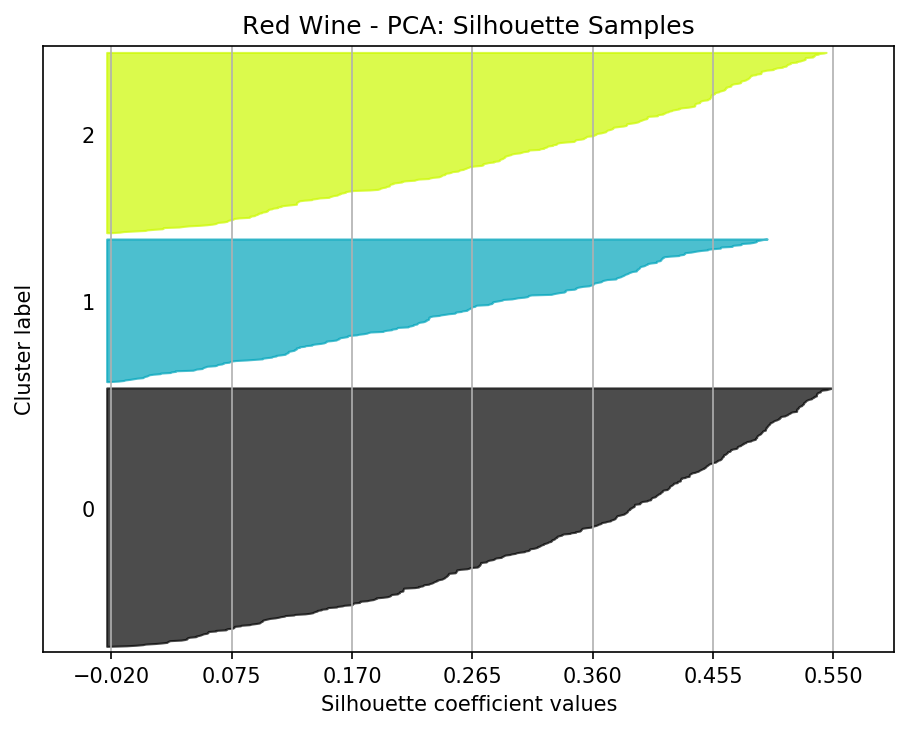 Red Wine - PCA: Silhouette Samples
2
1
0
Cluster label
−0.020 0.075 0.170 0.265 0.360 0.455 0.550
Silhouette coefficient values